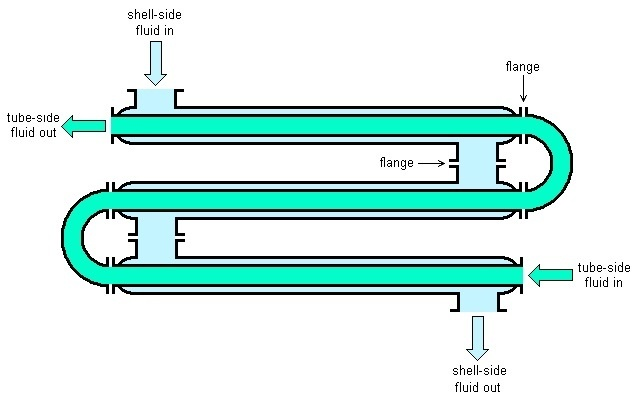 shell-side
fluid in
flange
tube-side
fluid out
flange
tube-side
fluid in
shell-side
fluid out